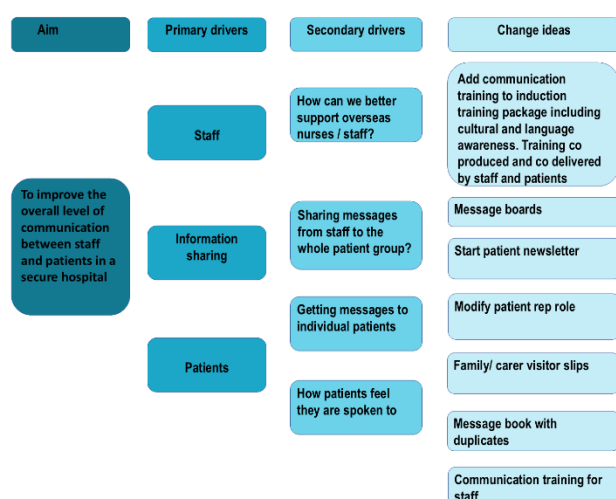 Aim
Primary drivers
Secondary drivers
Change ideas
To improve the
overall level of
communication
between staff
and patients in a
secure hospital
Staff
Information
sharing
Patients
How can we better
support overseas
nurses / staff?
Sharing messages
from staff to the
whole patient group?
Getting messages to
individual patients
How patients feel
they are spoken to
Add communication
training to induction
training package including
cultural and language
awareness. Training co
produced and co delivered
by staff and patients
Message boards
Start patient newsletter
Modify patient rep role
Family/ carer visitor slips
Message book with
duplicates
Communication training for
staff